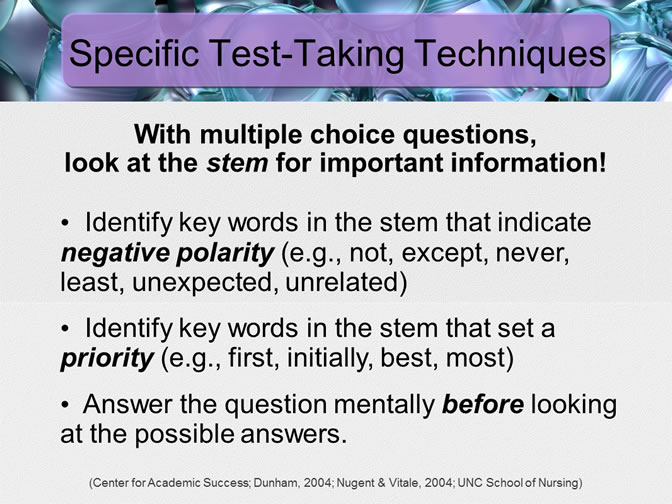 Specific Test-Taking Techniques
With multiple choice questions,
look at the stem for important information!
• Identify key words in the stem that indicate
negative polarity (e.g., not, except, never,
least, unexpected, unrelated)
• Identify key words in the stem that set a
priority (e.g., first, initially, best, most)
• Answer the question mentally before looking
at the possible answers.
(Center for Academic Success; Dunham, 2004; Nugent & Vitale, 2004; UNC School of Nursing)